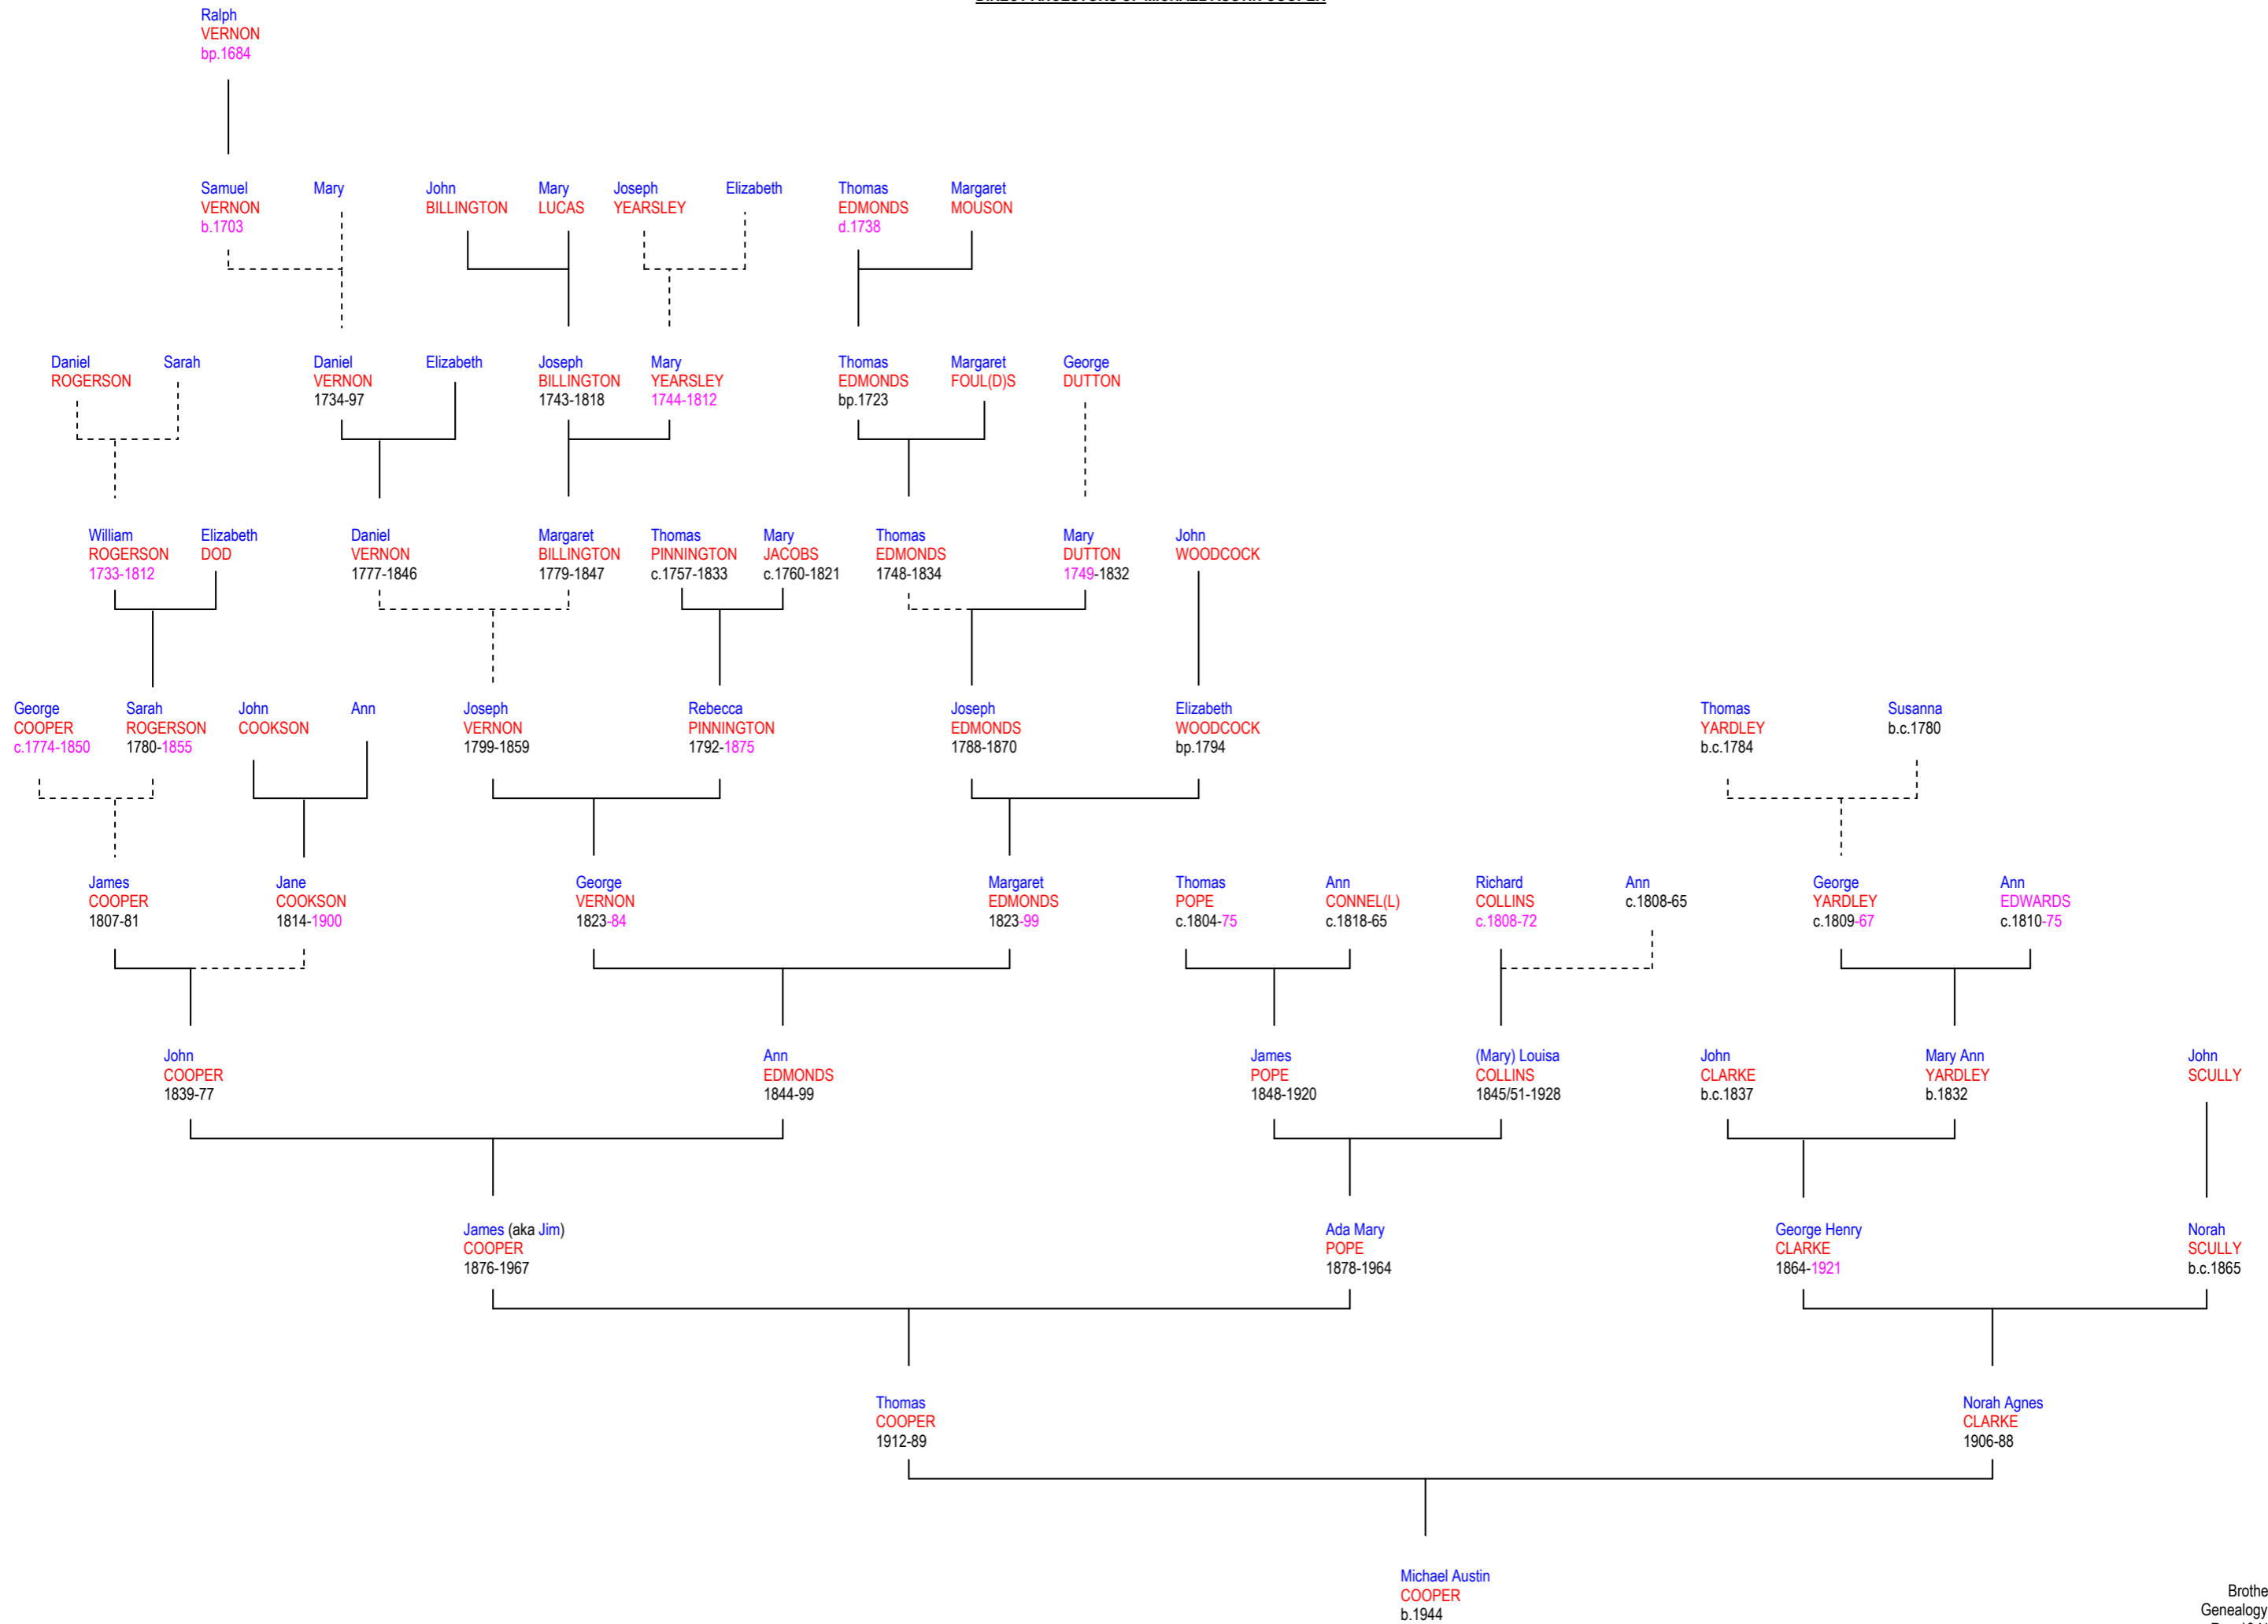 DIRECT ANCESTORS OF MICHAEL AUSTIN COOPER
Ralph
VERNON
bp.1684
Samuel
VERNON
b.1703
Mary
John
BILLINGTON
Mary
LUCAS
Joseph
YEARSLEY
Elizabeth
Thomas
EDMONDS
d.1738
Margaret
MOUSON
Daniel
ROGERSON
Sarah
Daniel
VERNON
1734-97
Elizabeth
Joseph
BILLINGTON
1743-1818
Mary
YEARSLEY
1744-1812
Thomas
EDMONDS
bp.1723
Margaret
FOUL(D)S
George
DUTTON
William
ROGERSON
1733-1812
Elizabeth
DOD
Daniel
VERNON
1777-1846
Margaret
BILLINGTON
1779-1847
Thomas
PINNINGTON
c.1757-1833
Mary
JACOBS
c.1760-1821
Thomas
EDMONDS
1748-1834
Mary
DUTTON
1749-1832
John
WOODCOCK
George
COOPER
c.1774-1850
Sarah
ROGERSON
1780-1855
John
COOKSON
Ann
Joseph
VERNON
1799-1859
Rebecca
PINNINGTON
1792-1875
Joseph
EDMONDS
1788-1870
Elizabeth
WOODCOCK
bp.1794
Thomas
YARDLEY
b.c.1784
Susanna
b.c.1780
James
COOPER
1807-81
Jane
COOKSON
1814-1900
George
VERNON
1823-84
Margaret
EDMONDS
1823-99
Thomas
POPE
c.1804-75
Ann
CONNEL(L)
c.1818-65
Richard
COLLINS
c.1808-72
Ann
c.1808-65
George
YARDLEY
c.1809-67
Ann
EDWARDS
c.1810-75
John
COOPER
1839-77
Ann
EDMONDS
1844-99
James
POPE
1848-1920
(Mary) Louisa
COLLINS
1845/51-1928
John
CLARKE
b.c.1837
Mary Ann
YARDLEY
b.1832
John
SCULLY
James (aka Jim)
COOPER
1876-1967
Ada Mary
POPE
1878-1964
George Henry
CLARKE
1864-1921
Norah
SCULLY
b.c.1865
Thomas
COOPER
1912-89
Norah Agnes
CLARKE
1906-88
Michael Austin
COOPER
b.1944
Brothe
Genealogy